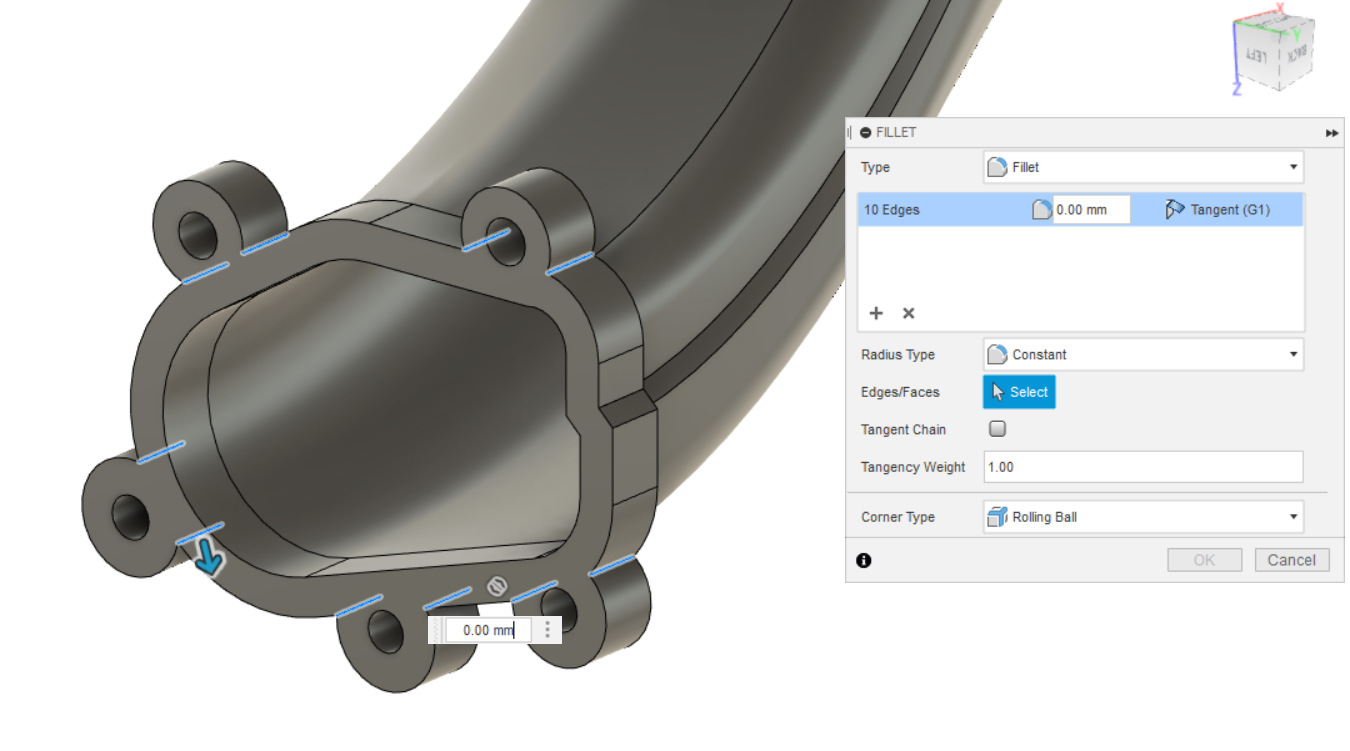 X
Y
LEFT
BACK
Z
FILLET
Type
Fillet
10 Edges 0.00 mm Tangent (G1)
Radius Type
Constant
Edges/Faces
Select
Tangent Chain
Tangency Weight
1.00
Corner Type
Rolling Ball
OK
Cancel
0.00 mm